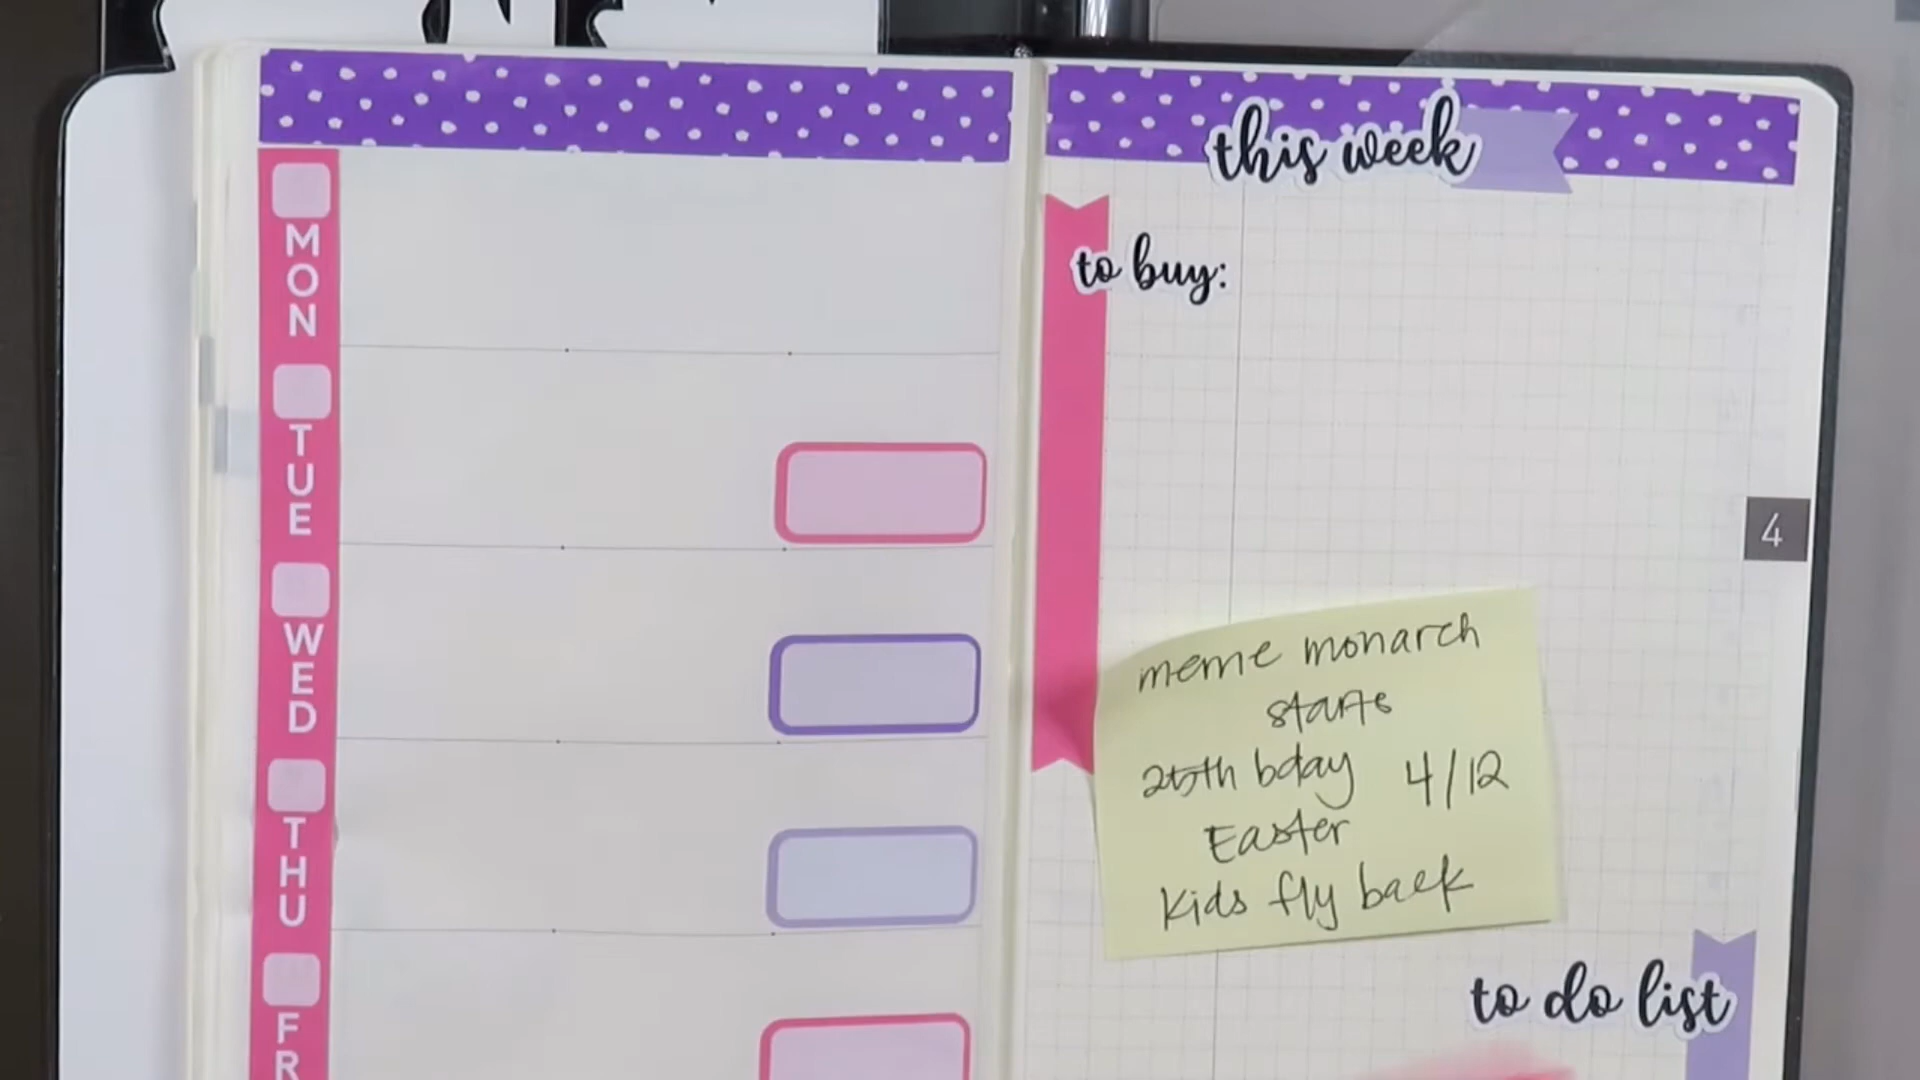 this week
MON
to buy:
TUE
4
WED
meme monarch
starts
25th bday 4/12
Easter
Kids fly back
THU
to do list
FR